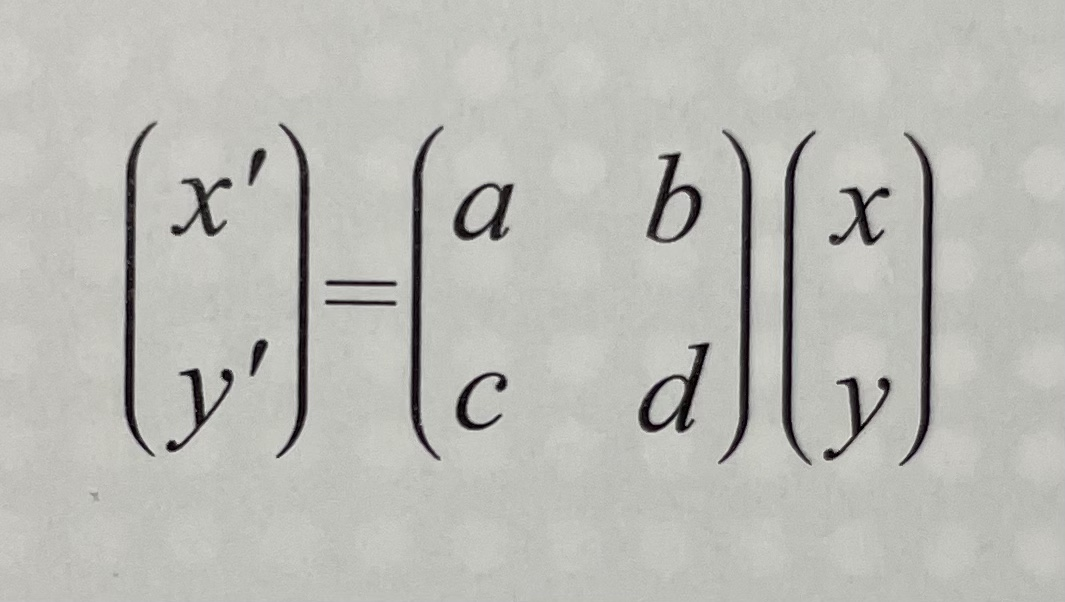 (x′ y′) = (a b c d)(x y)